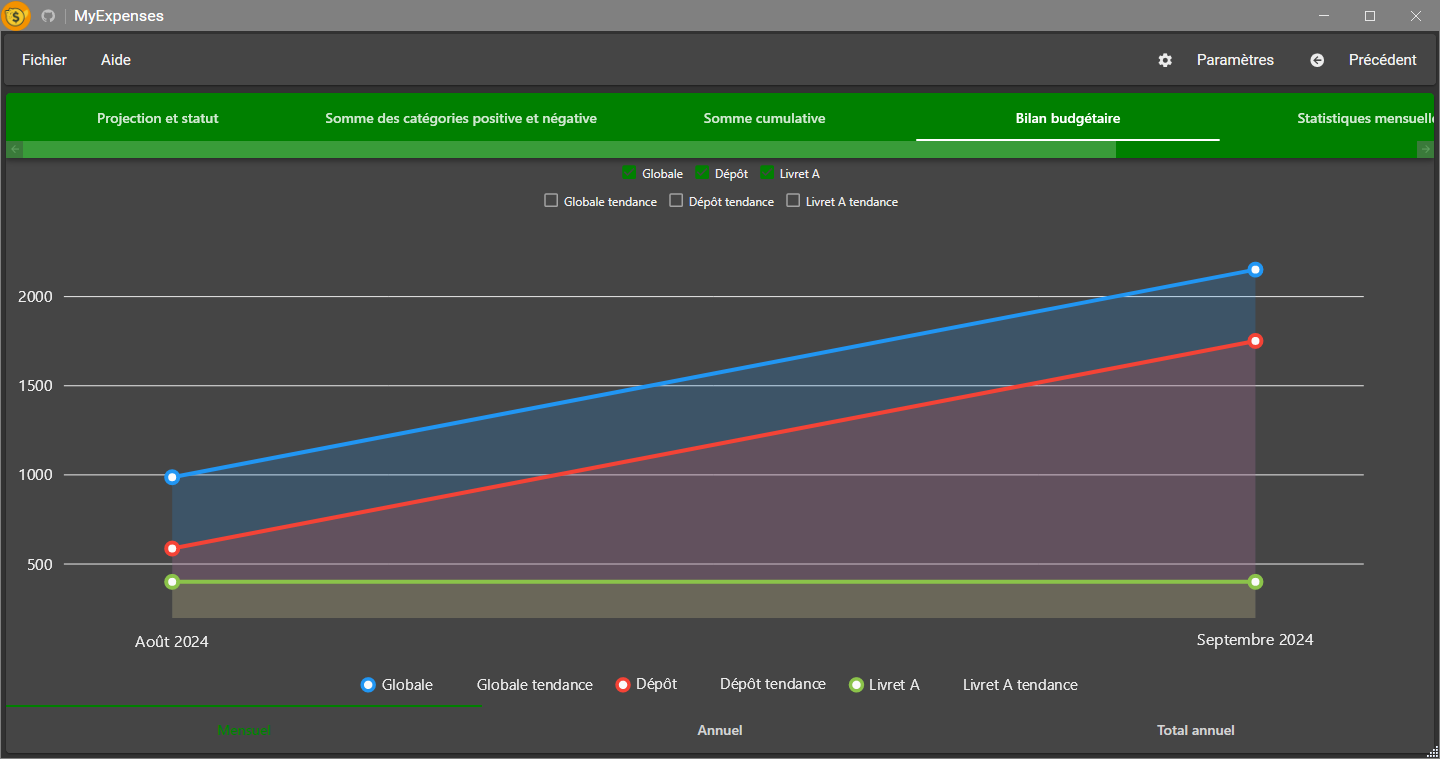 MyExpenses
Fichier Aide Paramètres Précédent
Projection et statut Somme des catégories positive et négative Somme cumulative Bilan budgétaire Statistiques mensuelle
Globale Dépôt Livret A
Globale tendance Dépôt tendance Livret A tendance
2000
1500
1000
500
Août 2024 Septembre 2024
Globale Globale tendance Dépôt Dépôt tendance Livret A Livret A tendance
Mensuel Annuel Total annuel